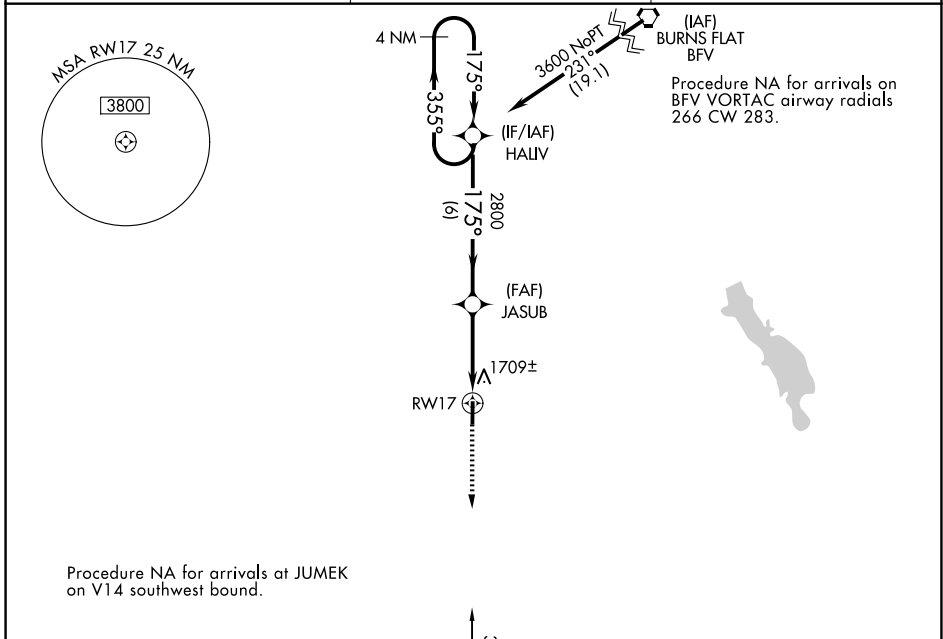 MSA RW17 25 NM
3800
4 NM
175°
355°
3600 NoPT
231°
(19.1)
(IAF)
BURNS FLAT
BFV
Procedure NA for arrivals on
BFV VORTAC airway radials
266 CW 283.
(IF/IAF)
HALIV
2800
175°
(6)
(FAF)
JASUB
1709±
RW17
Procedure NA for arrivals at JUMEK
on V14 southwest bound.